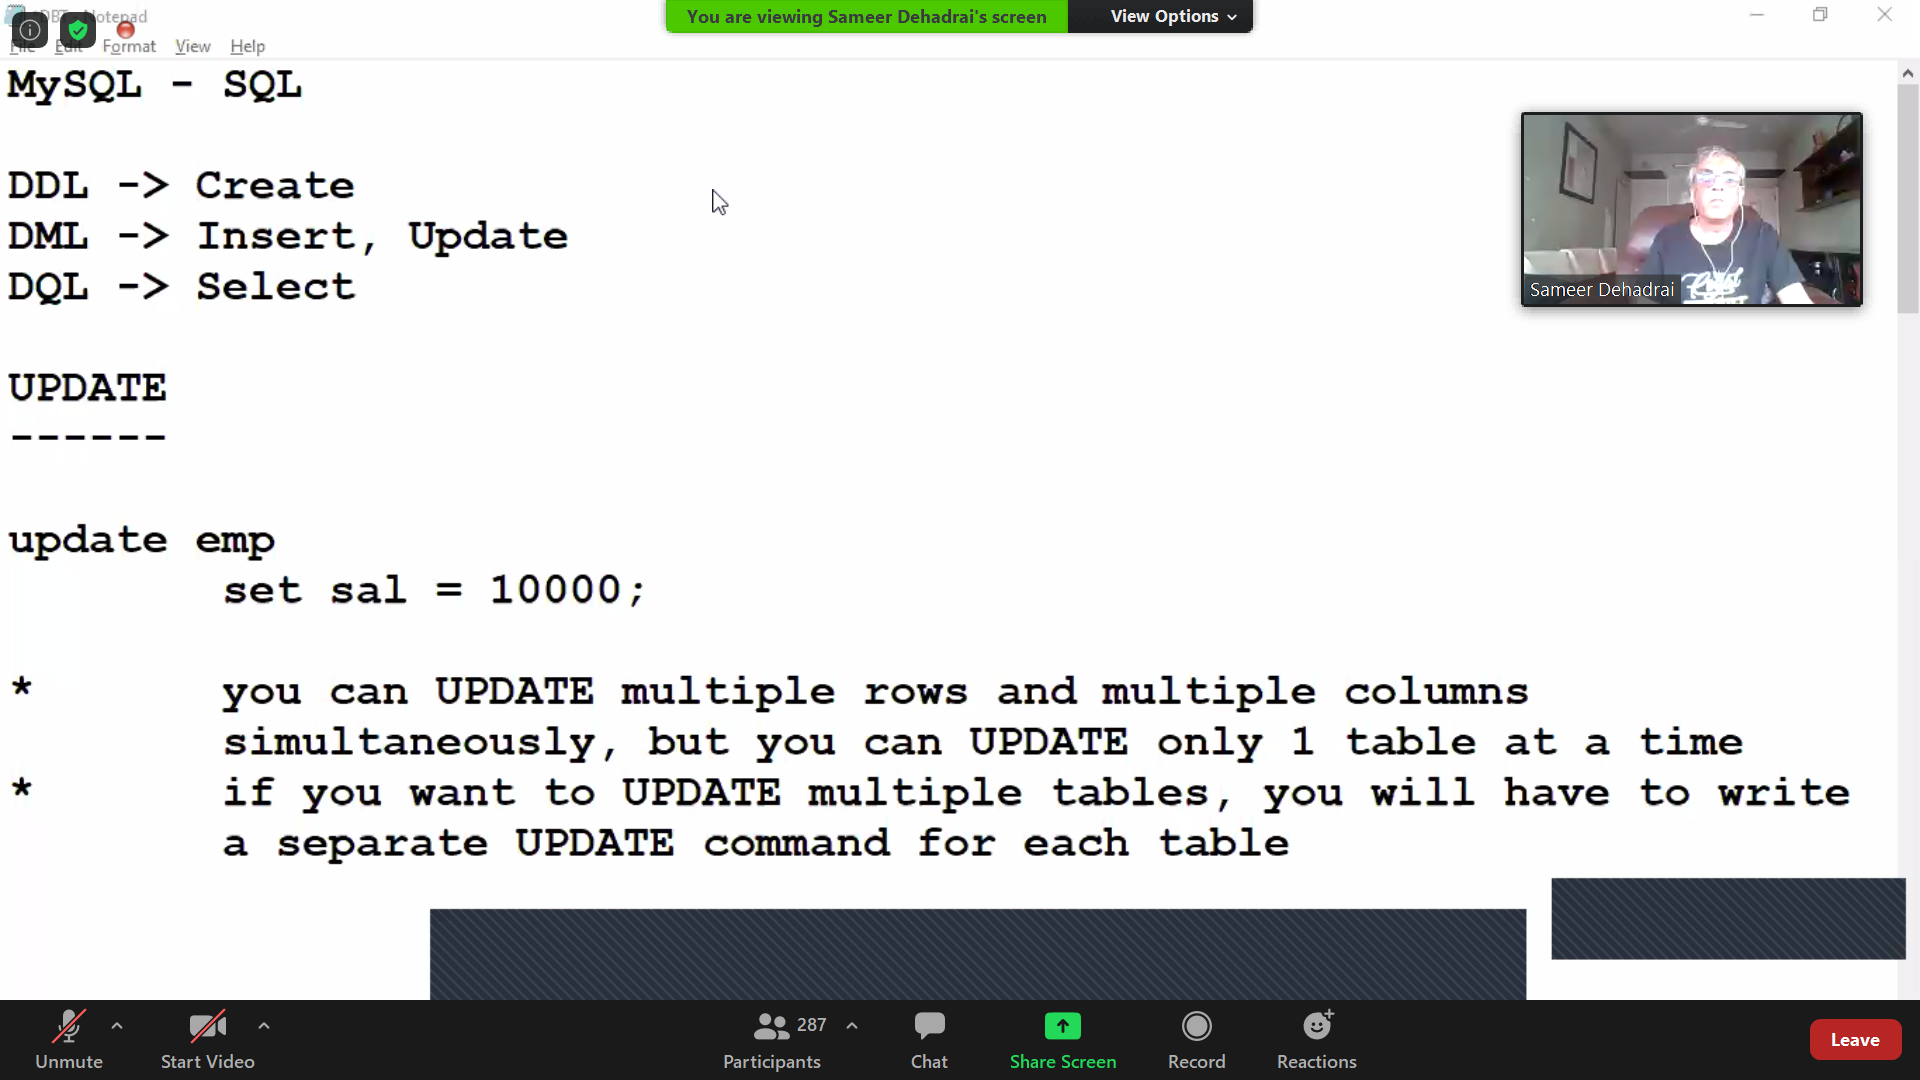 DBT - Notepad
You are viewing Sameer Dehadrai's screen View Options
File Edit Format View Help
MySQL - SQL
DDL -> Create
DML -> Insert, Update
DQL -> Select
Sameer Dehadrai
UPDATE
------
update emp
set sal = 10000;
* you can UPDATE multiple rows and multiple columns
simultaneously, but you can UPDATE only 1 table at a time
* if you want to UPDATE multiple tables, you will have to write
a separate UPDATE command for each table
287
Unmute Start Video Participants Chat Share Screen Record Reactions Leave